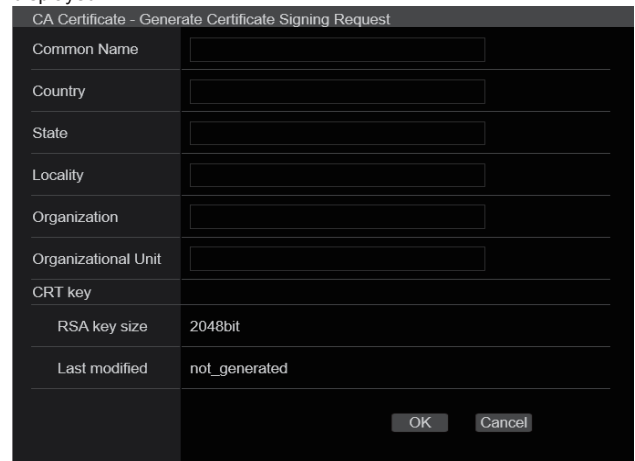 CA Certificate - Generate Certificate Signing Request
Common Name
Country
State
Locality
Organization
Organizational Unit
CRT key
RSA key size 2048bit
Last modified not_generated
OK Cancel